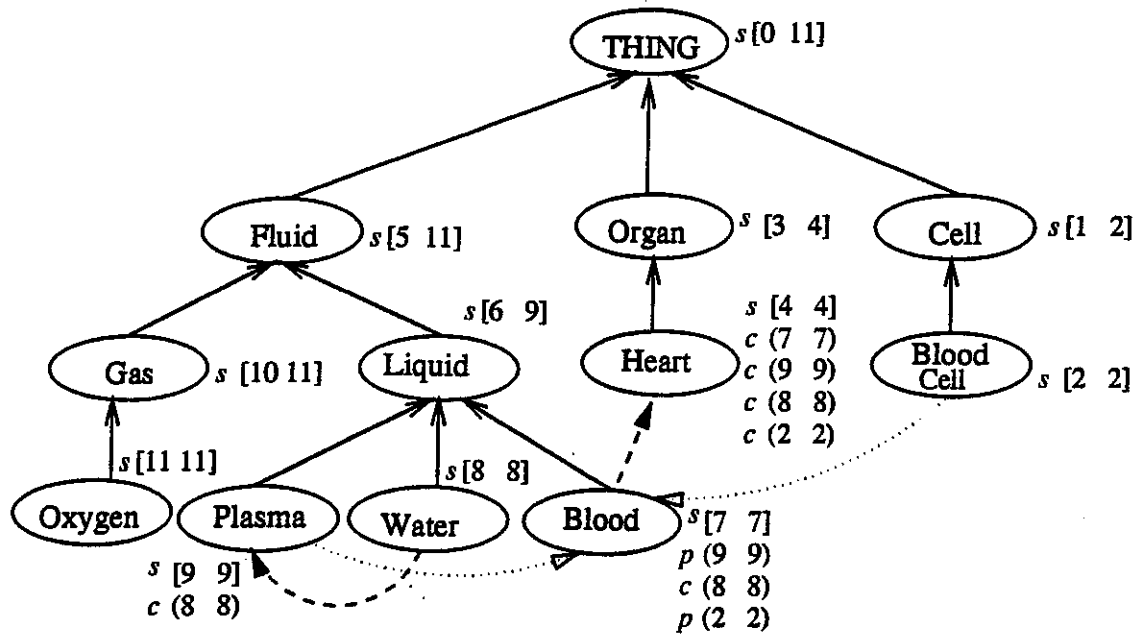 THING s [0 11]
Fluid s [5 11]
Organ s [3 4]
Cell s [1 2]
Gas s [10 11]
Liquid s [6 9]
Heart s [4 4]
c (7 7)
c (9 9)
c (8 8)
c (2 2)
Blood
Cell s [2 2]
Oxygen s [11 11]
Plasma
s [9 9]
c (8 8)
Water s [8 8]
Blood s [7 7]
p (9 9)
c (8 8)
p (2 2)